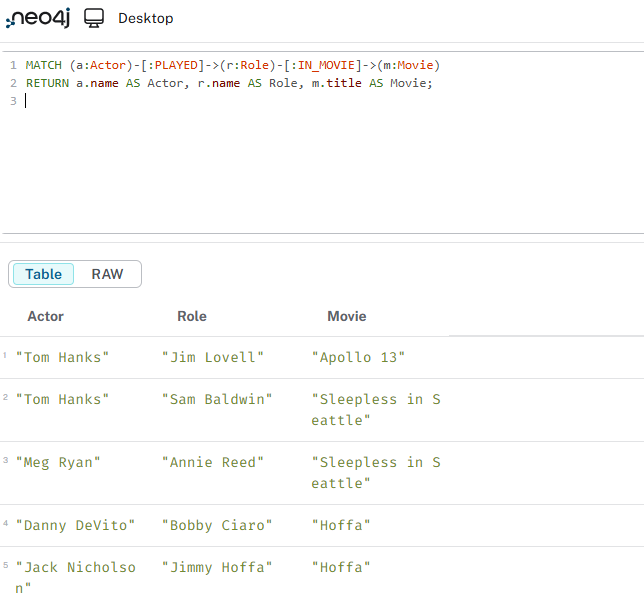 neo4j Desktop
1 MATCH (a:Actor)-[:PLAYED]->(r:Role)-[:IN_MOVIE]->(m:Movie)
2 RETURN a.name AS Actor, r.name AS Role, m.title AS Movie;
3
Table RAW
Actor Role Movie
1 "Tom Hanks" "Jim Lovell" "Apollo 13"
2 "Tom Hanks" "Sam Baldwin" "Sleepless in S
eattle"
3 "Meg Ryan" "Annie Reed" "Sleepless in S
eattle"
4 "Danny DeVito" "Bobby Ciaro" "Hoffa"
5 "Jack Nicholso "Jimmy Hoffa" "Hoffa"
n"